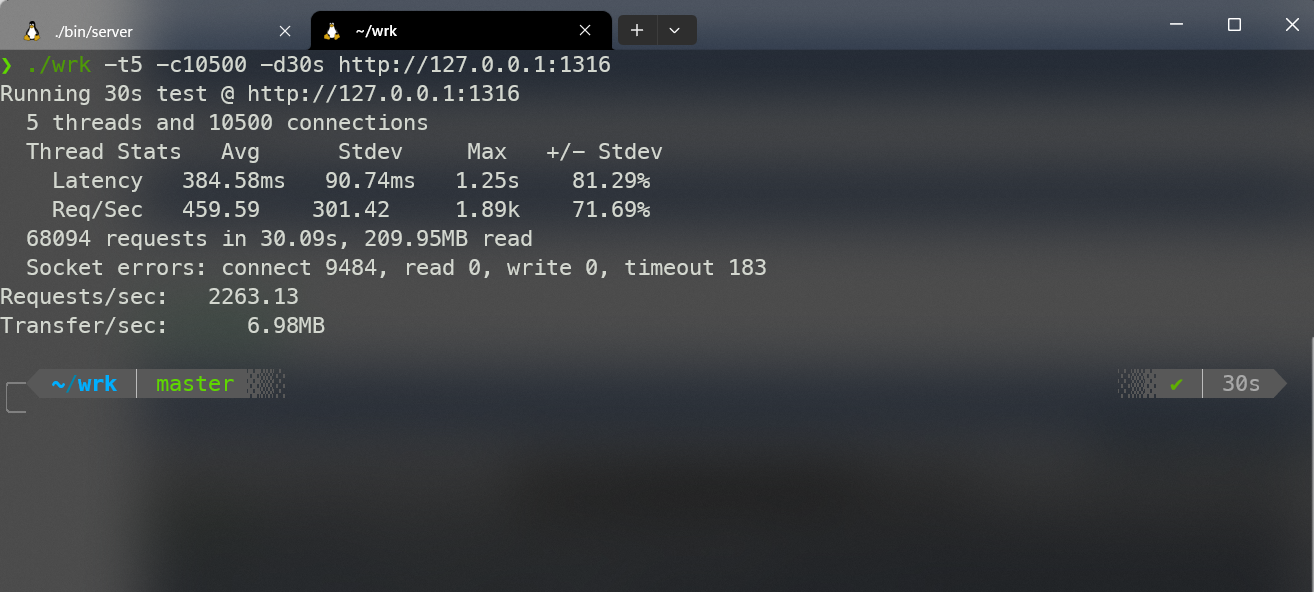 ./bin/server
~/wrk
❯ ./wrk -t5 -c10500 -d30s http://127.0.0.1:1316
Running 30s test @ http://127.0.0.1:1316
  5 threads and 10500 connections
  Thread Stats   Avg      Stdev     Max   +/- Stdev
    Latency   384.58ms   90.74ms   1.25s    81.29%
    Req/Sec   459.59    301.42     1.89k    71.69%
  68094 requests in 30.09s, 209.95MB read
  Socket errors: connect 9484, read 0, write 0, timeout 183
Requests/sec:   2263.13
Transfer/sec:      6.98MB
~/wrk master ✔ 30s